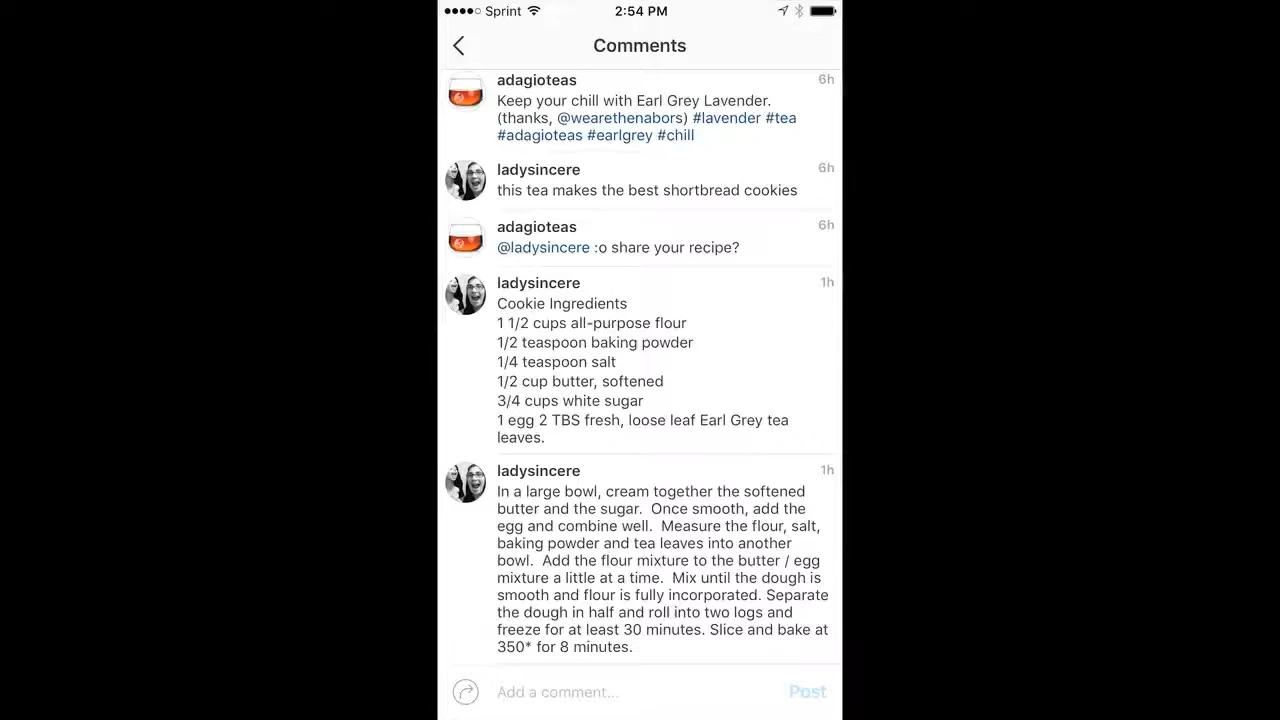 Sprint 2:54 PM
Comments
adagioteas 6h
Keep your chill with Earl Grey Lavender.
(thanks, @wearethenabors) #lavender #tea
#adagioteas #earlgrey #chill
ladysincere 6h
this tea makes the best shortbread cookies
adagioteas 6h
@ladysincere :o share your recipe?
ladysincere 1h
Cookie Ingredients
1 1/2 cups all-purpose flour
1/2 teaspoon baking powder
1/4 teaspoon salt
1/2 cup butter, softened
3/4 cups white sugar
1 egg 2 TBS fresh, loose leaf Earl Grey tea
leaves.
ladysincere 1h
In a large bowl, cream together the softened
butter and the sugar.  Once smooth, add the
egg and combine well.  Measure the flour, salt,
baking powder and tea leaves into another
bowl.  Add the flour mixture to the butter / egg
mixture a little at a time.  Mix until the dough is
smooth and flour is fully incorporated. Separate
the dough in half and roll into two logs and
freeze for at least 30 minutes. Slice and bake at
350* for 8 minutes.
Add a comment... Post